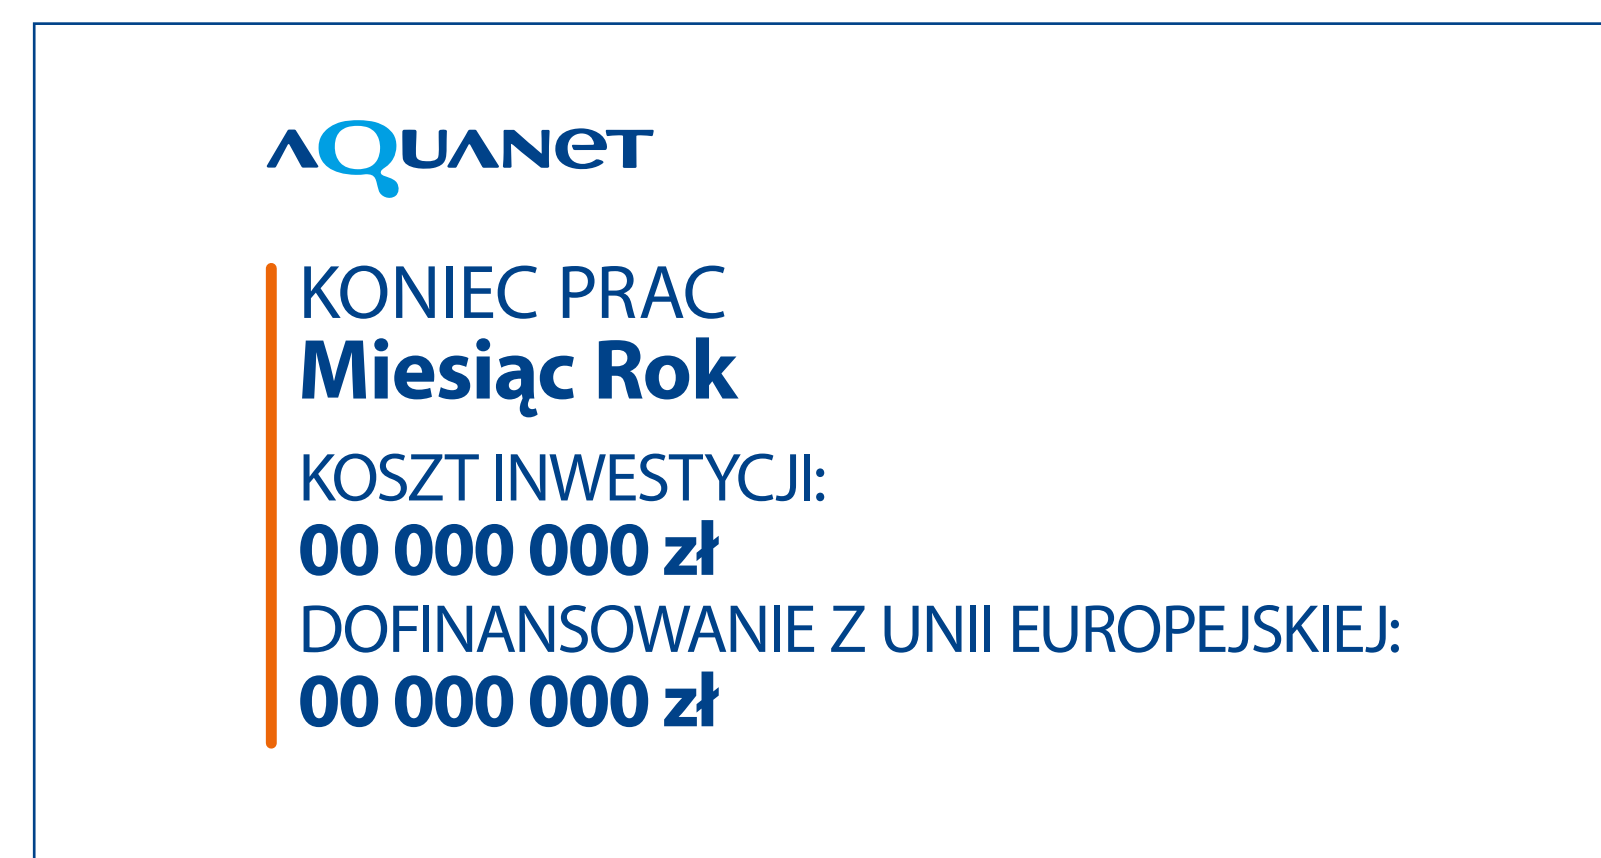 AQUANET
KONIEC PRAC
Miesiąc Rok
KOSZT INWESTYCJI:
00 000 000 zł
DOFINANSOWANIE Z UNII EUROPEJSKIEJ:
00 000 000 zł